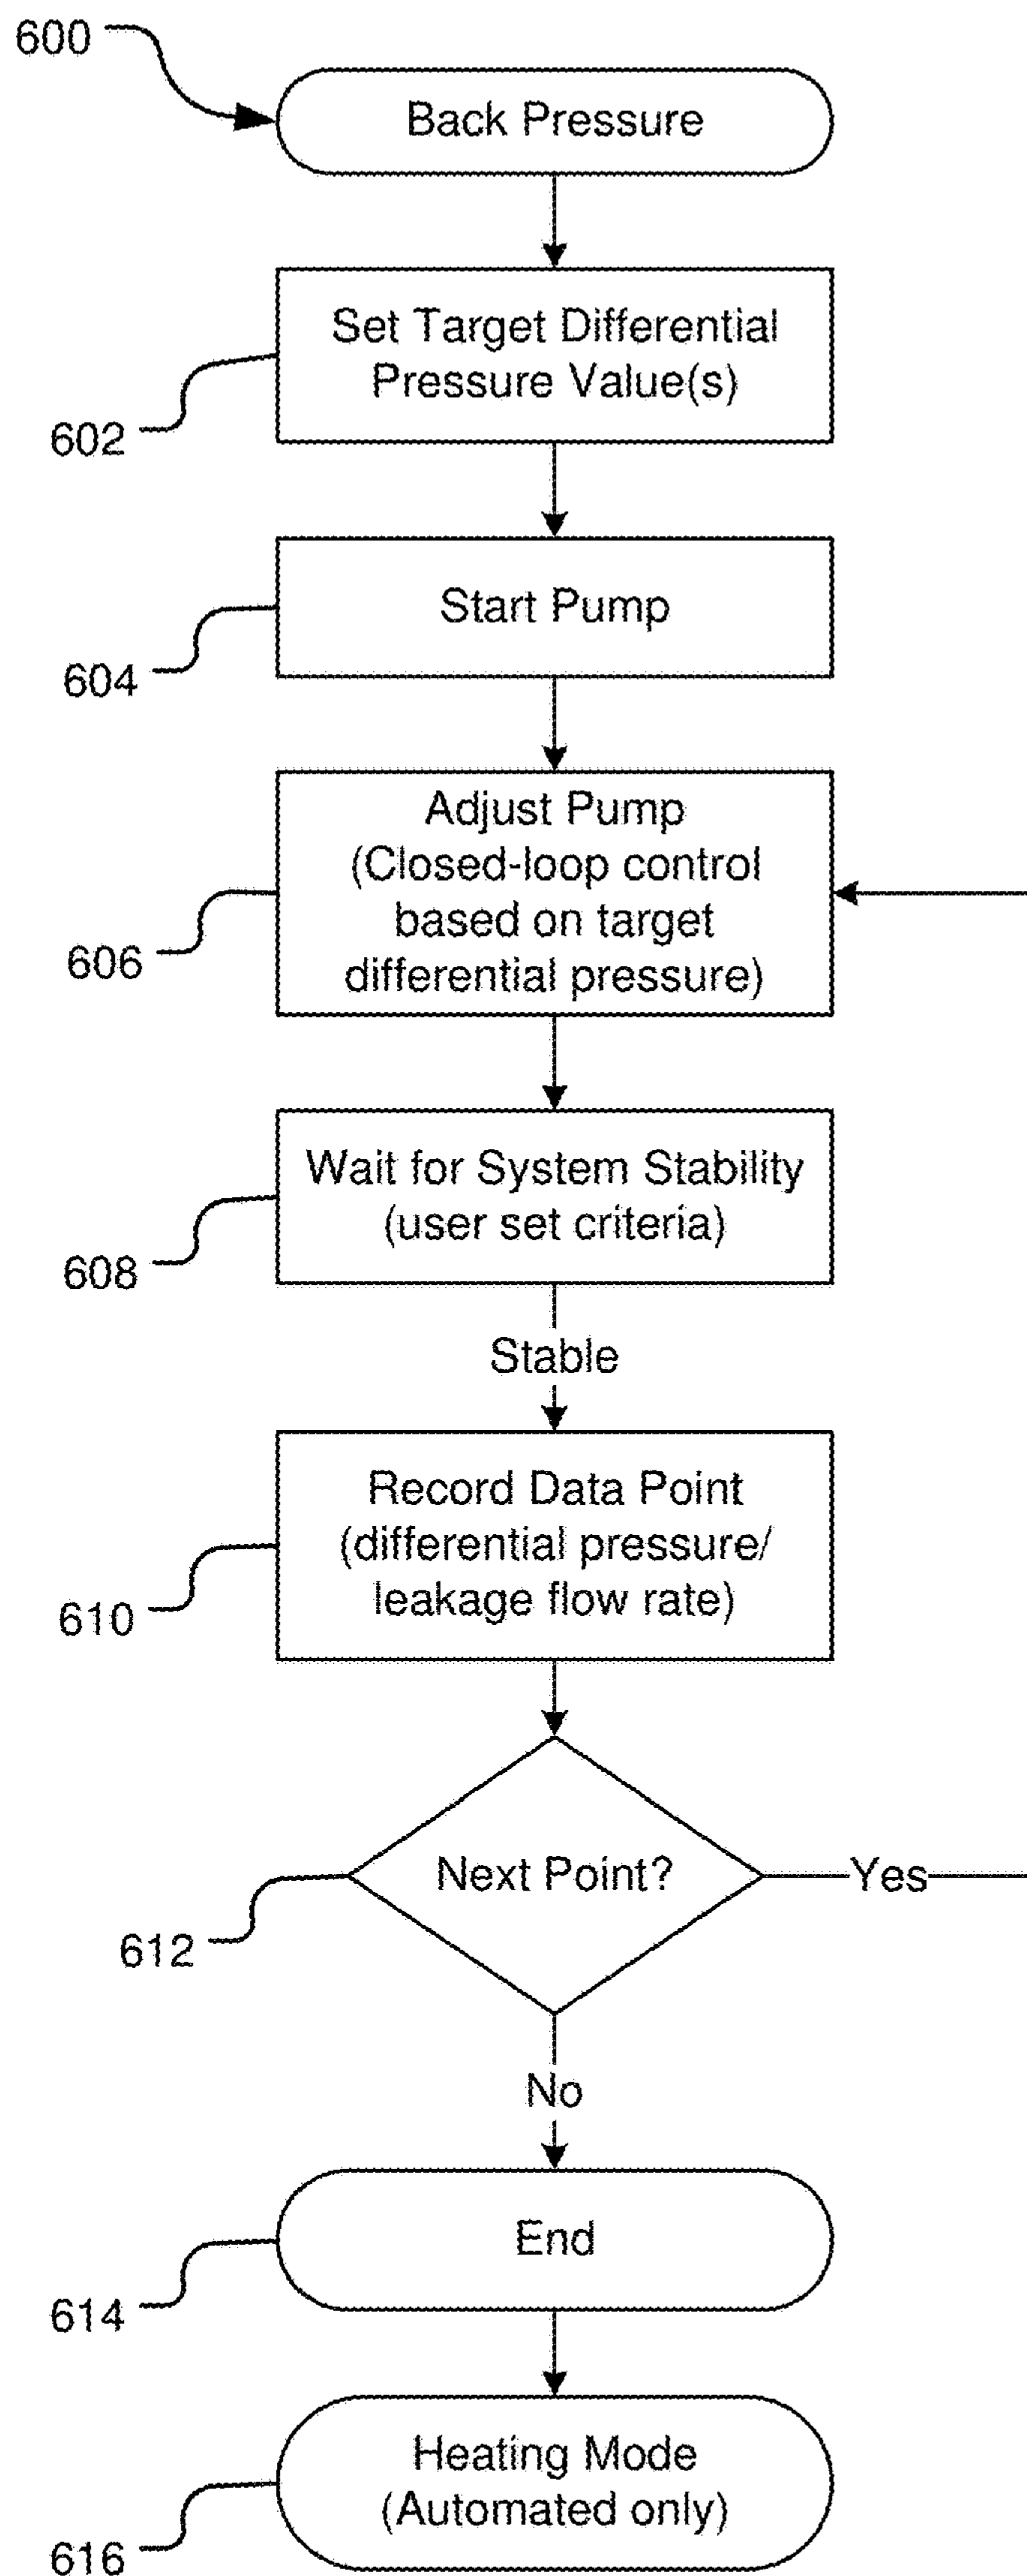 600
Back Pressure
Set Target Differential
Pressure Value(s)
602
Start Pump
604
Adjust Pump
(Closed-loop control
based on target
differential pressure)
606
Wait for System Stability
(user set criteria)
608
Stable
Record Data Point
(differential pressure/
leakage flow rate)
610
Next Point?
Yes
612
No
End
614
Heating Mode
(Automated only)
616